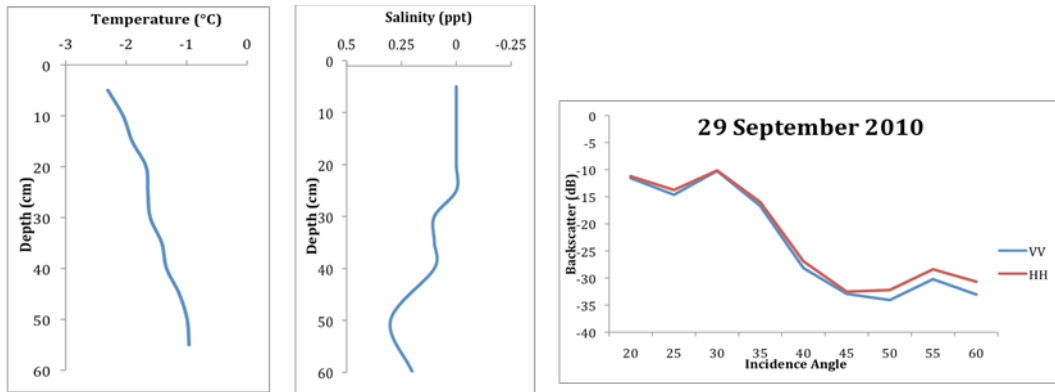 Temperature (°C)
-3 -2 -1 0
0
10
20
30
40
50
60
Depth (cm)
Salinity (ppt)
0.5 0.25 0 -0.25
0
10
20
30
40
50
60
Depth (cm)
29 September 2010
0
-5
-10
-15
-20
-25
-30
-35
-40
Backscatter (dB)
20 25 30 35 40 45 50 55 60
Incidence Angle
VV
HH